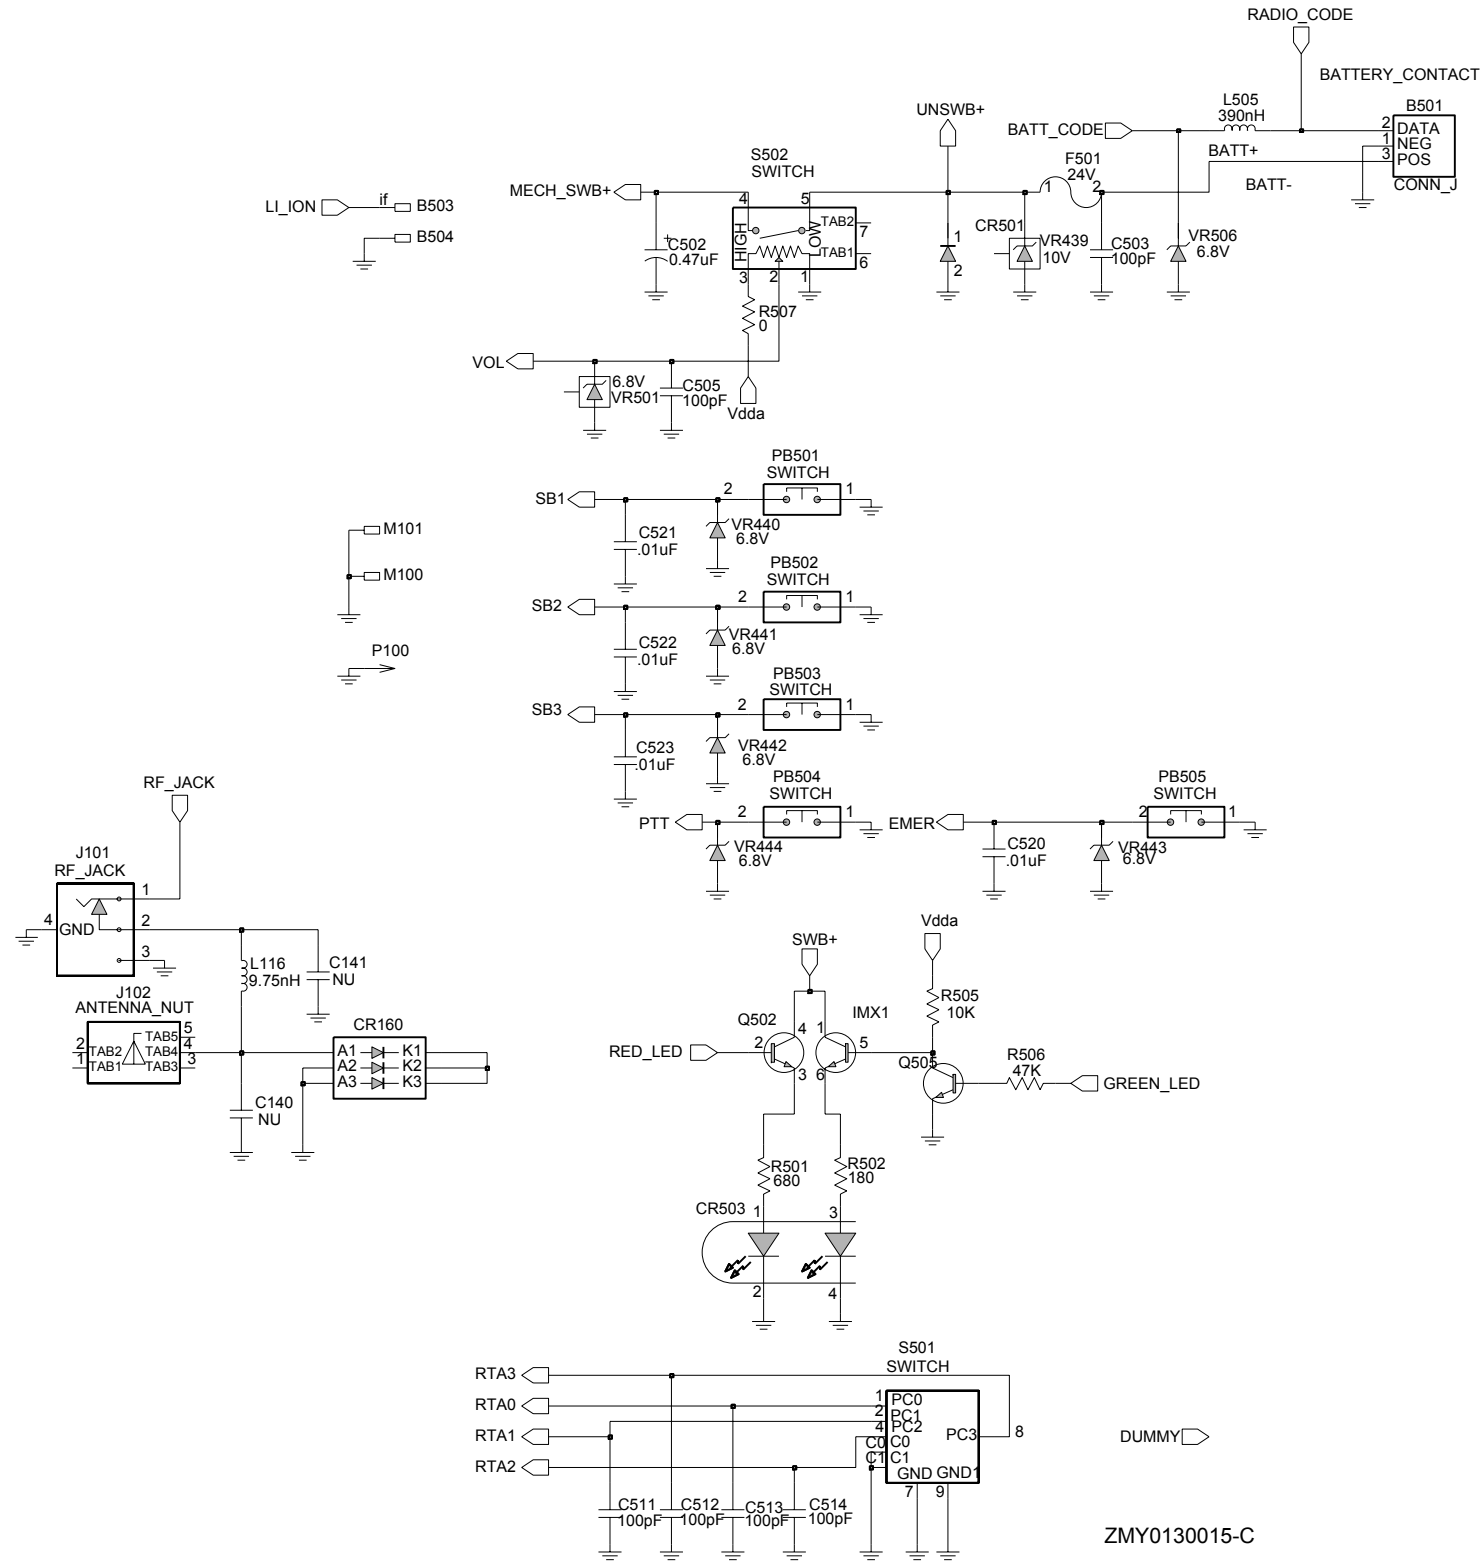 RADIO_CODE
BATTERY_CONTACT
L505
390nH
B501
UNSWB+
BATT_CODE
2
DATA
1
NEG
3
POS
CONN_J
BATT+
BATT-
F501
24V
1
2
S502
SWITCH
MECH_SWB+
4
5
HIGH
LOW
TAB2
7
TAB1
6
3
2
1
LI_ION
if
B503
B504
+
C502
0.47uF
1
2
CR501
VR439
10V
C503
100pF
VR506
6.8V
R507
0
VOL
6.8V
VR501
C505
100pF
Vdda
PB501
SWITCH
SB1
2
1
C521
.01uF
VR440
6.8V
M101
M100
P100
PB502
SWITCH
SB2
2
1
C522
.01uF
VR441
6.8V
PB503
SWITCH
SB3
2
1
C523
.01uF
VR442
6.8V
PB504
SWITCH
PTT
2
1
VR444
6.8V
PB505
SWITCH
EMER
2
1
C520
.01uF
VR443
6.8V
RF_JACK
J101
RF_JACK
1
4
GND
2
3
L116
9.75nH
C141
NU
J102
ANTENNA_NUT
TAB5
5
2
TAB2
TAB4
4
1
TAB1
TAB3
3
CR160
A1
K1
A2
K2
A3
K3
C140
NU
SWB+
Vdda
R505
10K
Q502
4
1
IMX1
RED_LED
2
5
3
6
Q505
R506
47K
GREEN_LED
R501
680
R502
180
CR503
1
3
2
4
S501
SWITCH
RTA3
RTA0
RTA1
RTA2
1
PC0
2
PC1
4
PC2
C0
C0
C1
C1
PC3
8
GND
GND1
7
9
C511
100pF
C512
100pF
C513
100pF
C514
100pF
DUMMY
ZMY0130015-C